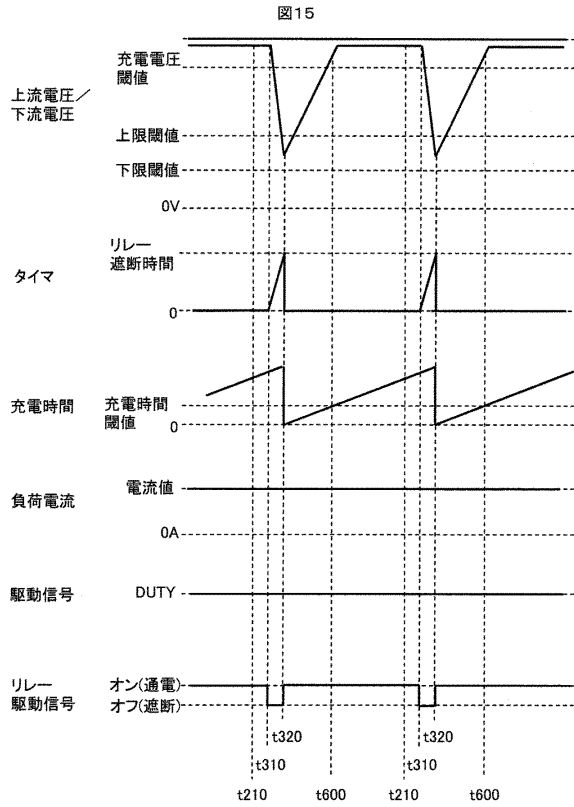 図15
上流電圧／
下流電圧
充電電圧
閾値
上限閾値
下限閾値
0V
タイマ
リレー
遮断時間
0
充電時間
充電時間
閾値
0
負荷電流
電流値
0A
駆動信号
DUTY
リレー
駆動信号
オン(通電)
オフ(遮断)
t320
t320
t310
t310
t210
t600
t210
t600